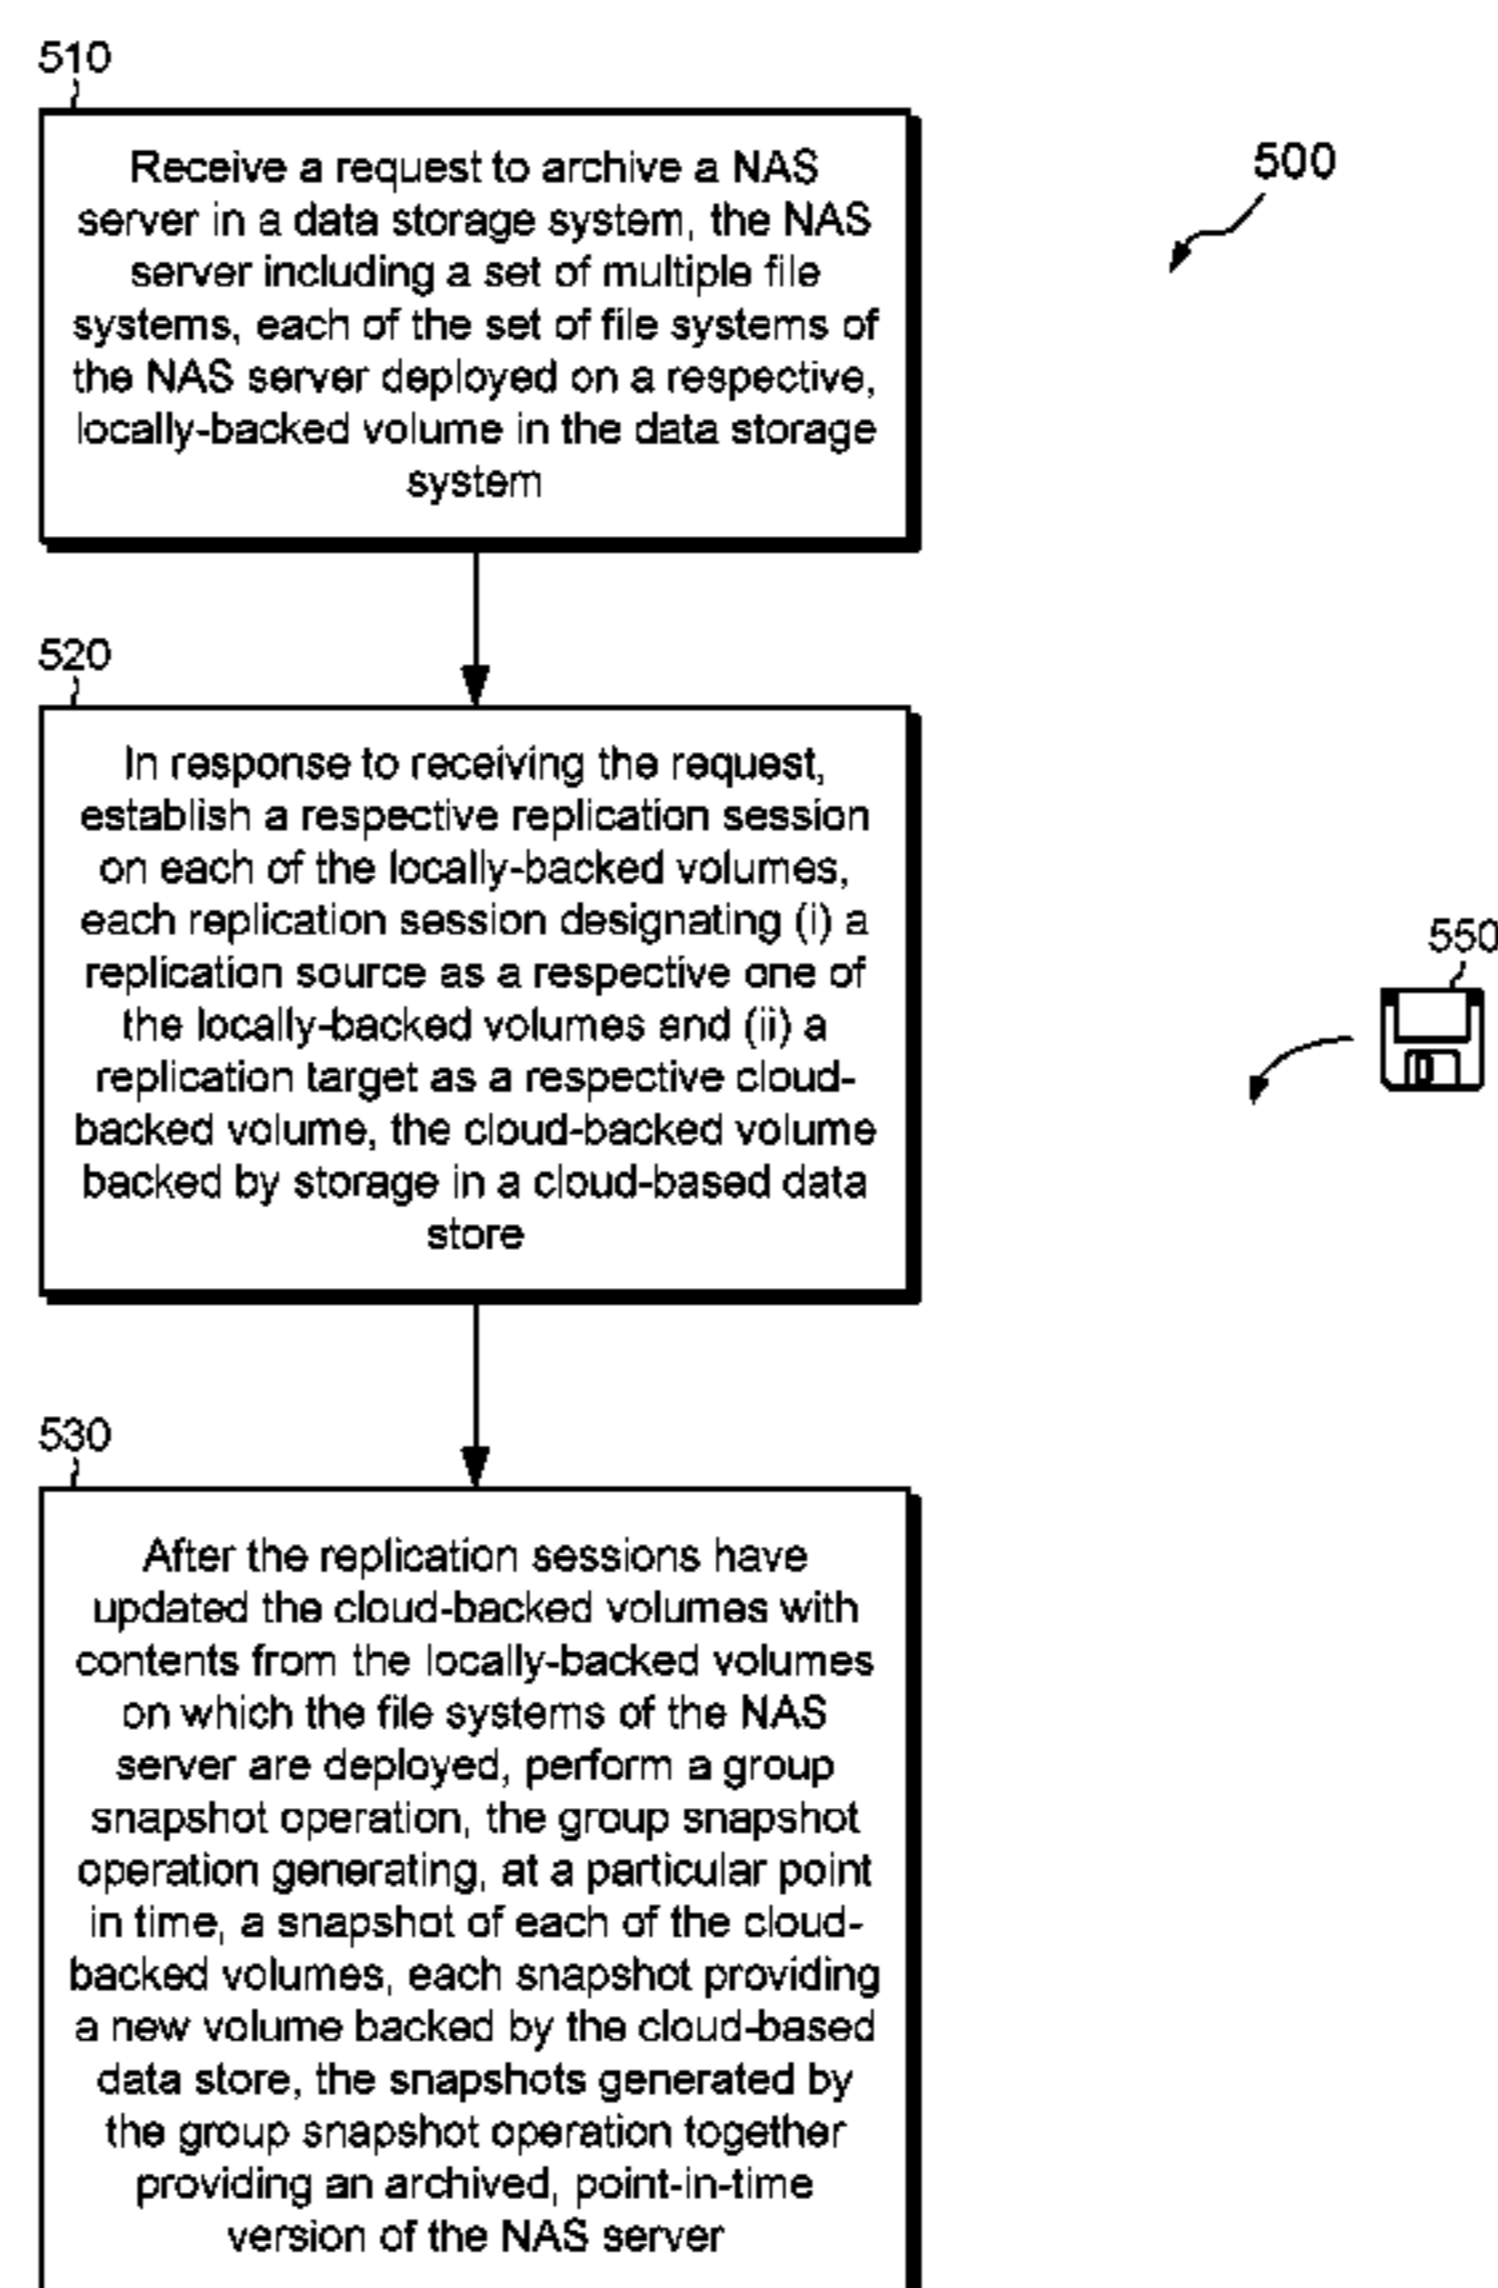 510
500
Receive a request to archive a NAS
server in a data storage system, the NAS
server including a set of multiple file
systems, each of the set of file systems of
the NAS server deployed on a respective,
locally-backed volume in the data storage
system
520
In response to receiving the request,
establish a respective replication session
on each of the locally-backed volumes,
each replication session designating (i) a
replication source as a respective one of
the locally-backed volumes and (ii) a
replication target as a respective cloud-
backed volume, the cloud-backed volume
backed by storage in a cloud-based data
store
550
530
After the replication sessions have
updated the cloud-backed volumes with
contents from the locally-backed volumes
on which the file systems of the NAS
server are deployed, perform a group
snapshot operation, the group snapshot
operation generating, at a particular point
in time, a snapshot of each of the cloud-
backed volumes, each snapshot providing
a new volume backed by the cloud-based
data store, the snapshots generated by
the group snapshot operation together
providing an archived, point-in-time
version of the NAS server